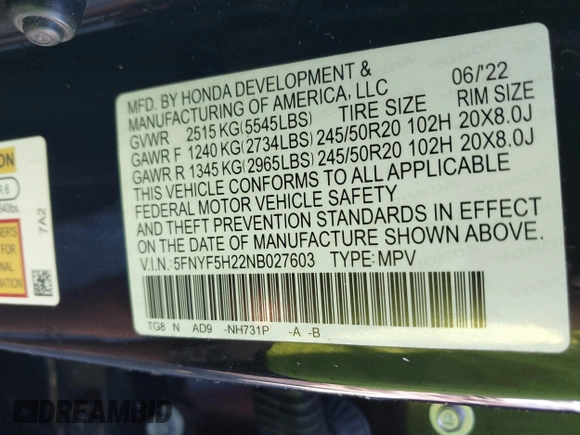 MFD. BY HONDA DEVELOPMENT & 06/'22
MANUFACTURING OF AMERICA, LLC
GVWR 2515 KG(5545LBS) TIRE SIZE RIM SIZE
GAWR F 1240 KG(2734LBS) 245/50R20 102H 20X8.0J
GAWR R 1345 KG(2965LBS) 245/50R20 102H 20X8.0J
THIS VEHICLE CONFORMS TO ALL APPLICABLE
FEDERAL MOTOR VEHICLE SAFETY
AND THEFT PREVENTION STANDARDS IN EFFECT
ON THE DATE OF MANUFACTURE SHOWN ABOVE.
V.I.N.:5FNYF5H22NB027603 TYPE:MPV
TG8 N AD9 -NH731P -A -B
ON
R 6
7A2
DREAMBID